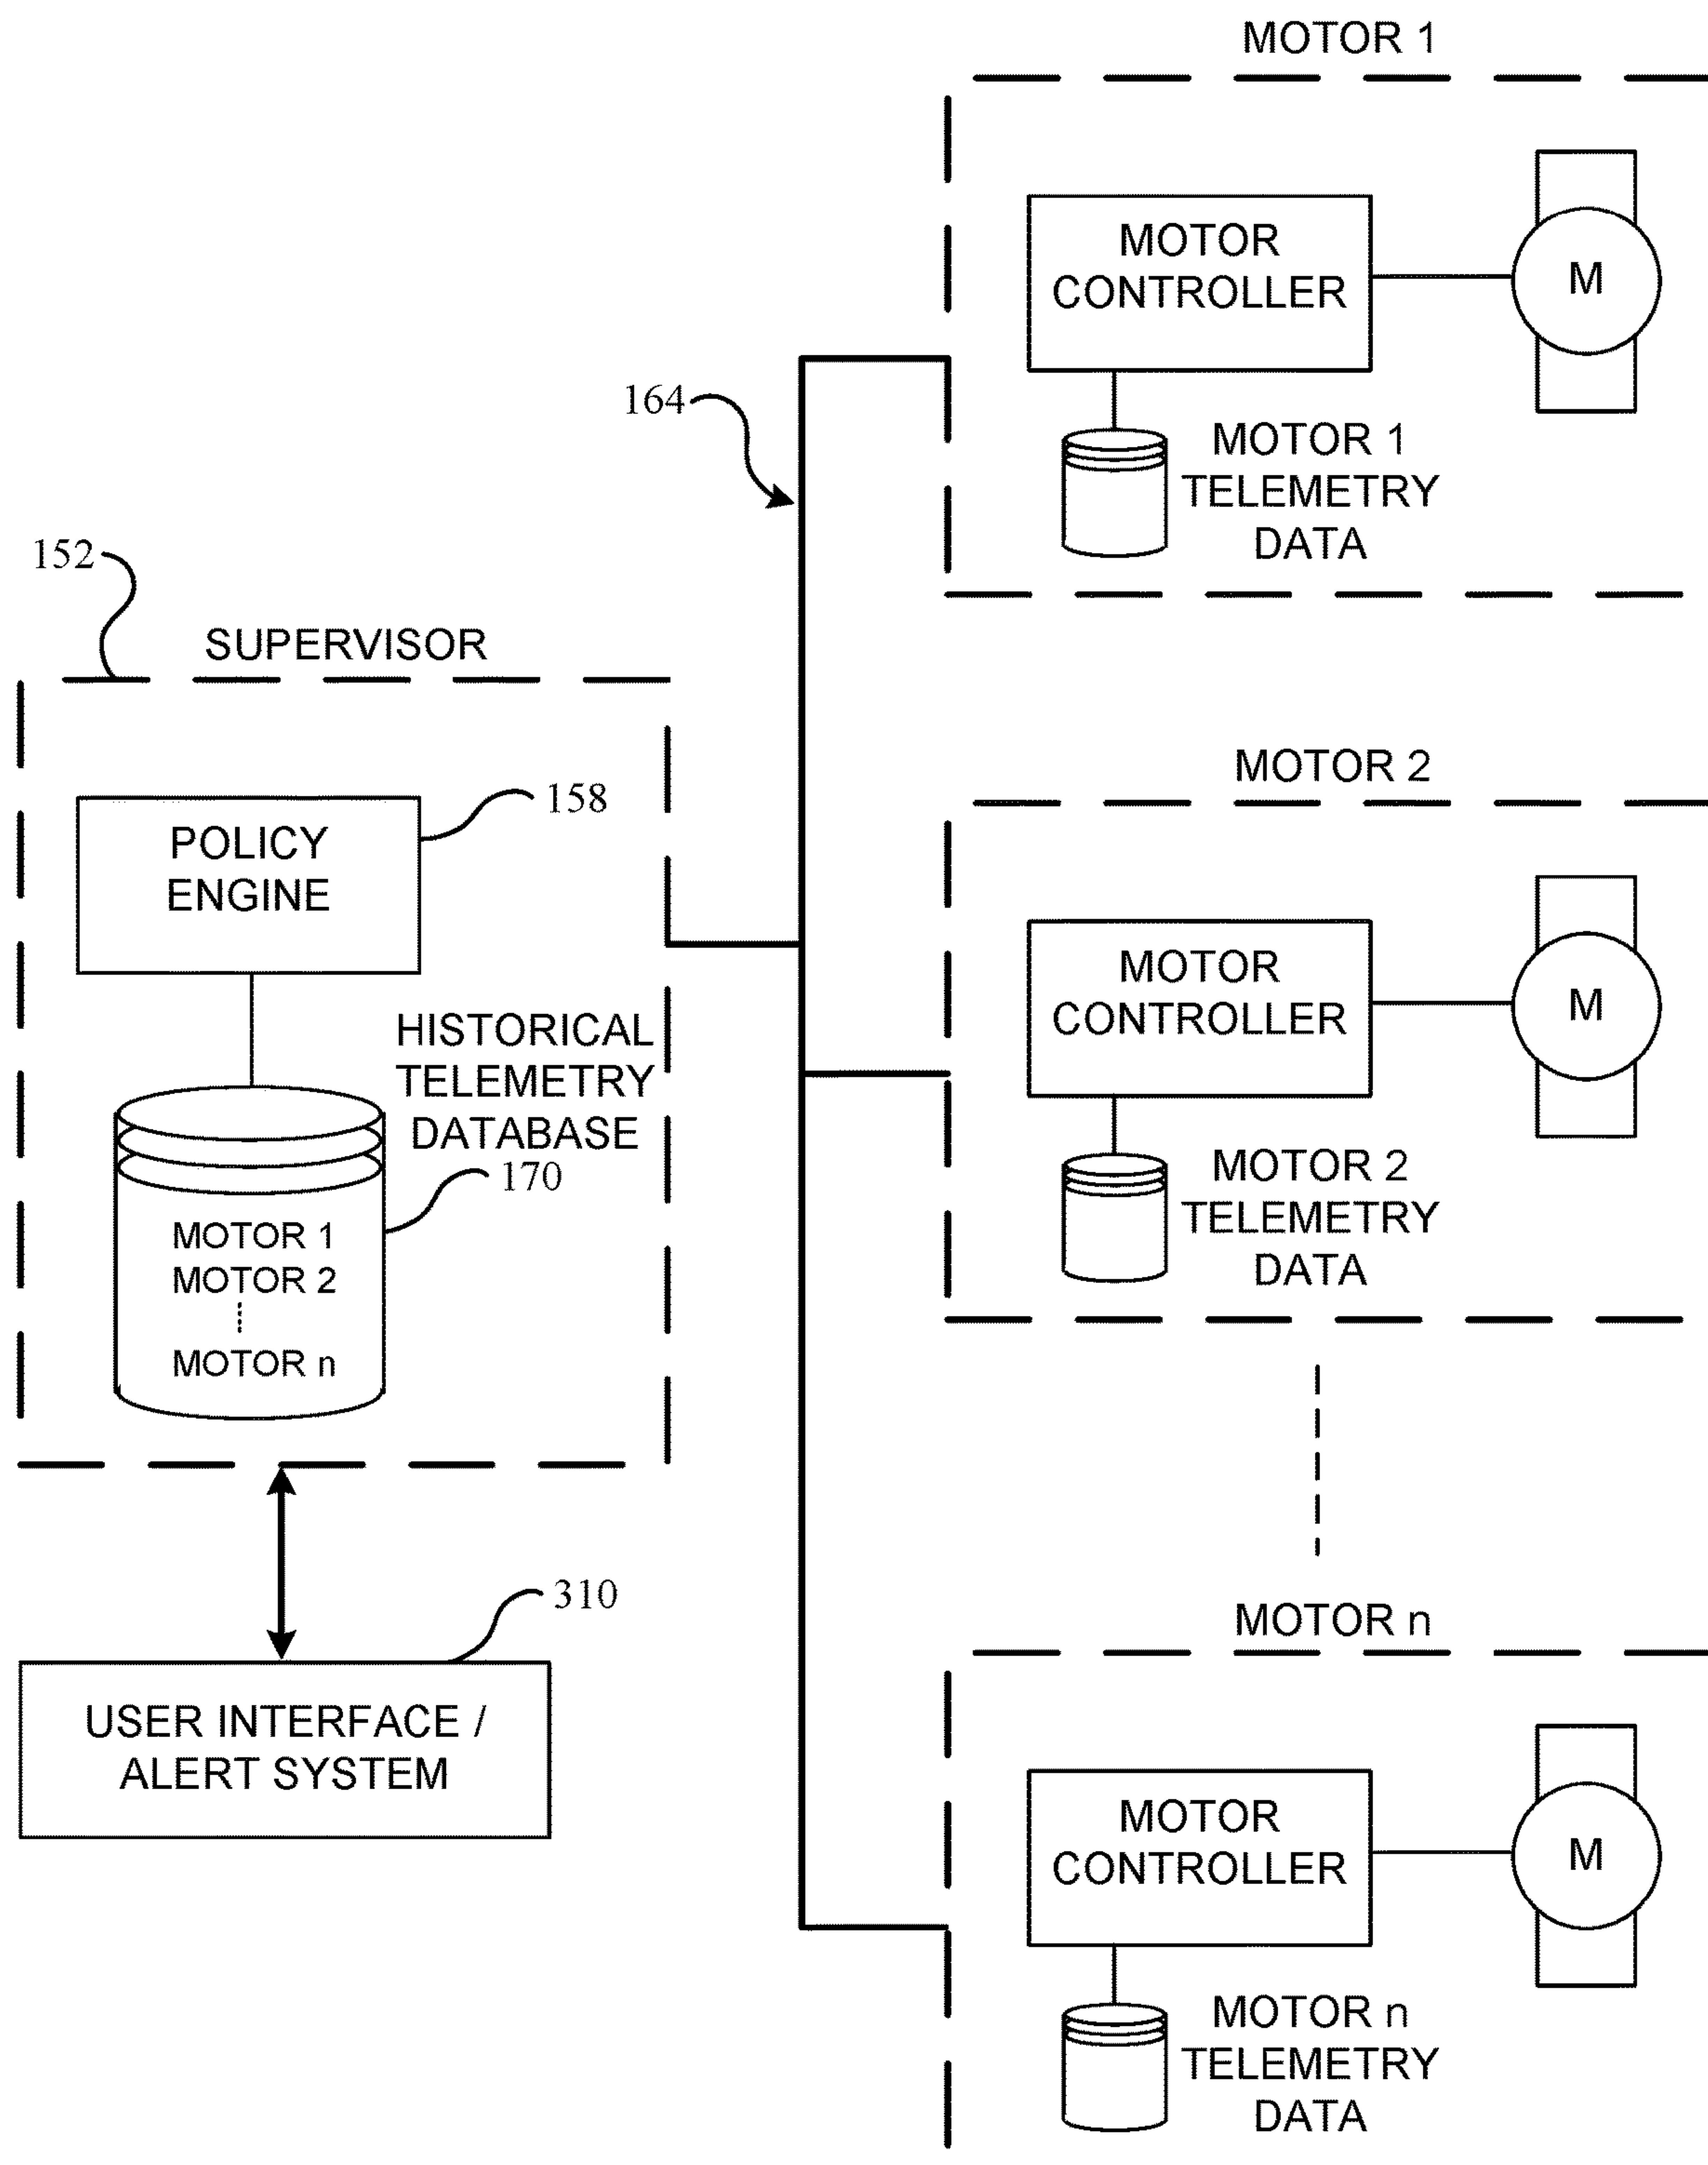 MOTOR 1
MOTOR
CONTROLLER
M
MOTOR 1
TELEMETRY
DATA
164
152
SUPERVISOR
POLICY
ENGINE
158
HISTORICAL
TELEMETRY
DATABASE
170
MOTOR 1
MOTOR 2
MOTOR n
310
USER INTERFACE /
ALERT SYSTEM
MOTOR 2
MOTOR
CONTROLLER
M
MOTOR 2
TELEMETRY
DATA
MOTOR n
MOTOR
CONTROLLER
M
MOTOR n
TELEMETRY
DATA